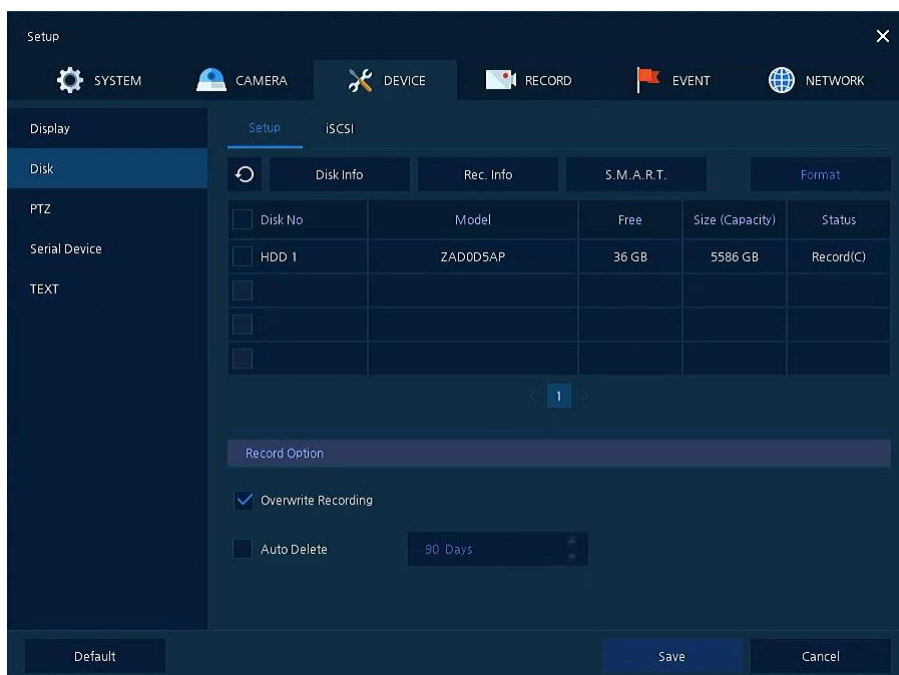 Setup
SYSTEM CAMERA DEVICE RECORD EVENT NETWORK
Display
Disk
PTZ
Serial Device
TEXT
Setup iSCSI
Disk Info Rec. Info S.M.A.R.T. Format
Disk No Model Free Size (Capacity) Status
HDD 1 ZAD0D5AP 36 GB 5586 GB Record(C)
1
Record Option
Overwrite Recording
Auto Delete 90 Days
Default Save Cancel